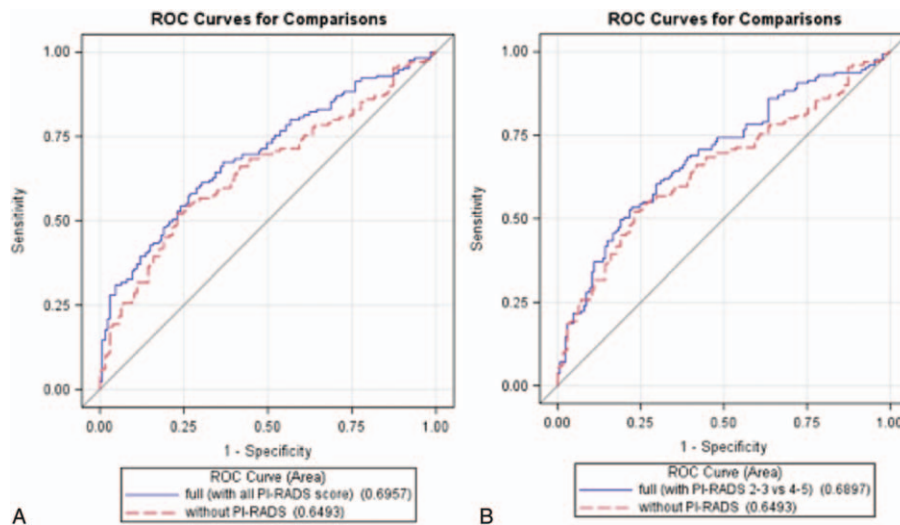 ROC Curves for Comparisons
1.00
0.75
0.50
0.25
0.00
Sensitivity
0.00 0.25 0.50 0.75 1.00
1 - Specificity
ROC Curve (Area)
full (with all PI-RADS score) (0.6957)
without PI-RADS (0.6493)
A
ROC Curves for Comparisons
1.00
0.75
0.50
0.25
0.00
Sensitivity
0.00 0.25 0.50 0.75 1.00
1 - Specificity
ROC Curve (Area)
full (with PI-RADS 2-3 vs 4-5) (0.6897)
without PI-RADS (0.6493)
B